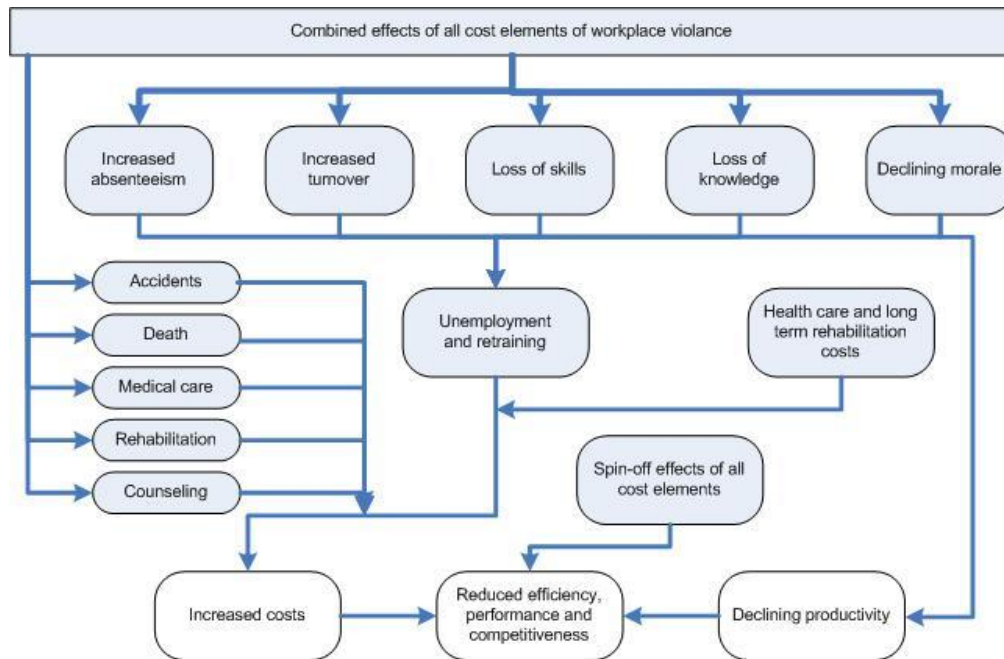 Combined effects of all cost elements of workplace violance
Increased
absenteeism
Increased
turnover
Loss of skills
Loss of
knowledge
Declining morale
Accidents
Death
Medical care
Rehabilitation
Counseling
Unemployment
and retraining
Health care and long
term rehabilitation
costs
Spin-off effects of all
cost elements
Increased costs
Reduced efficiency,
performance and
competitiveness
Declining productivity